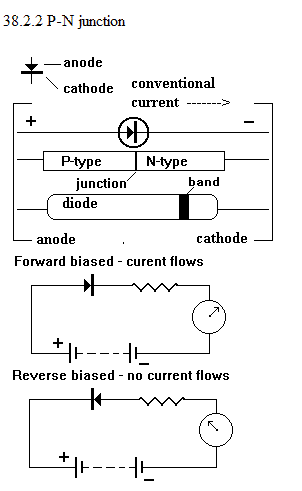 38.2.2 P-N junction
anode
cathode
conventional
current ------->
+ −
P-type N-type
junction band
diode
anode cathode
Forward biased - curent flows
+ −
Reverse biased - no current flows
+ −